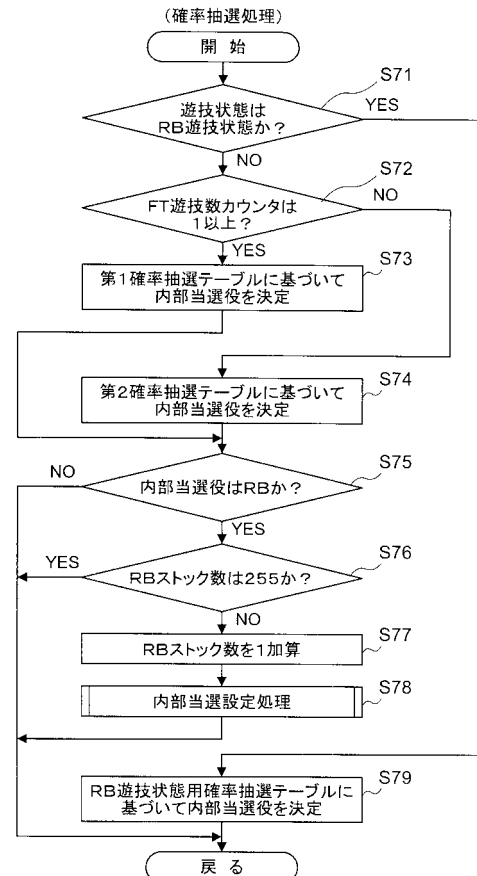 (確率抽選処理)
開 始
S71
遊技状態は
RB遊技状態か？
YES
NO
S72
FT遊技数カウンタは
1以上？
NO
YES
S73
第1確率抽選テーブルに基づいて
内部当選役を決定
S74
第2確率抽選テーブルに基づいて
内部当選役を決定
S75
NO
内部当選役はRBか？
YES
S76
YES
RBストック数は255か？
NO
S77
RBストック数を1加算
S78
内部当選設定処理
S79
RB遊技状態用確率抽選テーブルに
基づいて内部当選役を決定
戻 る